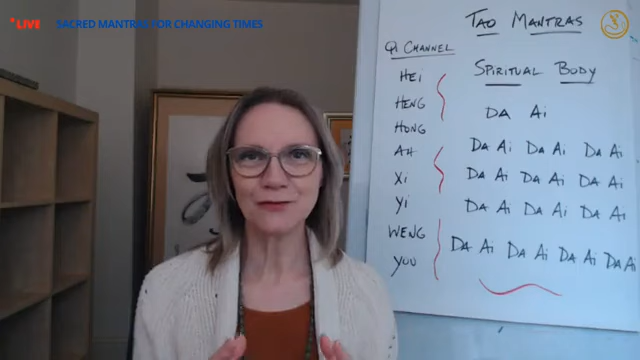 LIVE
SACRED MANTRAS FOR CHANGING TIMES
TAO MANTRAS
QI CHANNEL
HEI
HENG
HONG
AH
XI
YI
WENG
YOU
SPIRITUAL BODY
DA Ai
DA Ai DA Ai DA Ai
DA Ai DA Ai DA Ai
DA Ai DA Ai DA Ai
DA Ai DA Ai DA Ai DA Ai